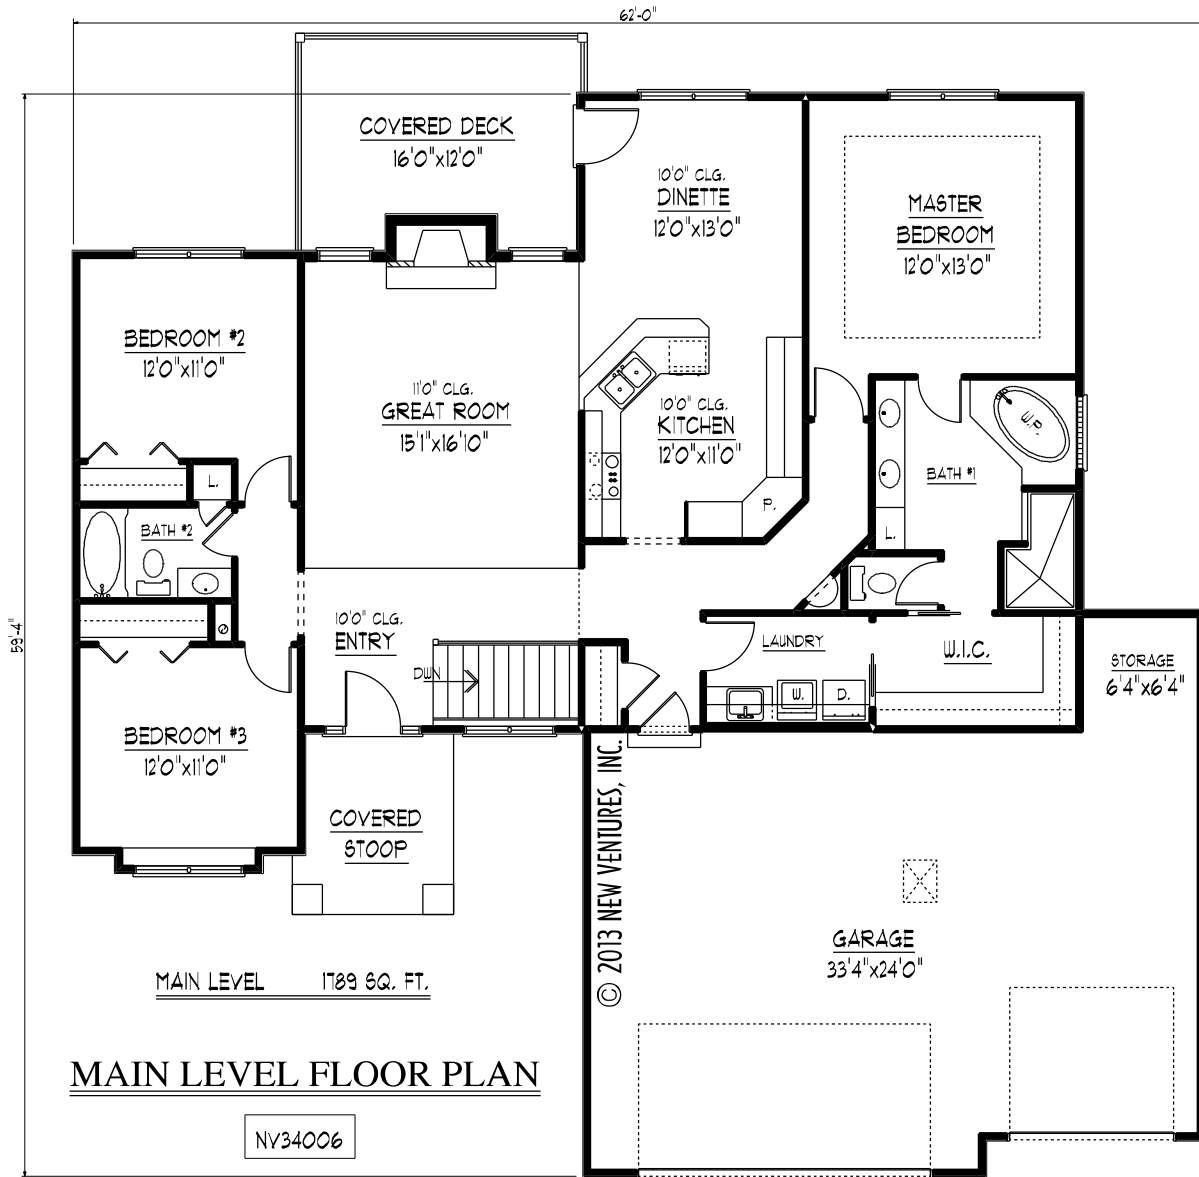 62'-0"
COVERED DECK
16'0"x12'0"
10'0" CLG.
DINETTE
12'0"x13'0"
MASTER
BEDROOM
12'0"x13'0"
BEDROOM #2
12'0"x11'0"
11'0" CLG.
GREAT ROOM
15'1"x16'10"
10'0" CLG.
KITCHEN
12'0"x11'0"
W.P.
BATH #1
L.
P.
L.
BATH #2
59'-4"
10'0" CLG.
ENTRY
DWN
LAUNDRY
W.I.C.
W.
D.
STORAGE
6'4"x6'4"
BEDROOM #3
12'0"x11'0"
COVERED
STOOP
© 2013 NEW VENTURES, INC.
GARAGE
33'4"x24'0"
MAIN LEVEL 1789 SQ. FT.
MAIN LEVEL FLOOR PLAN
NV34006